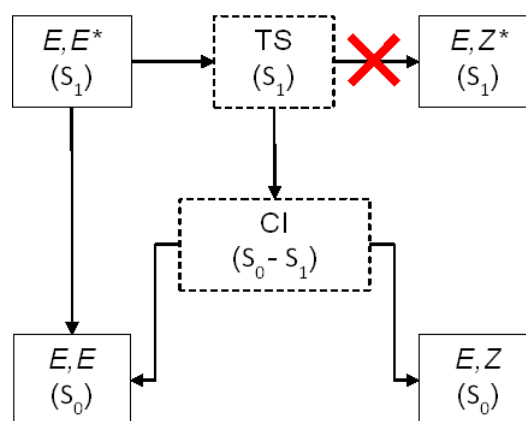 E,E*
(S₁)
TS
(S₁)
E,Z*
(S₁)
CI
(S₀- S₁)
E,E
(S₀)
E,Z
(S₀)